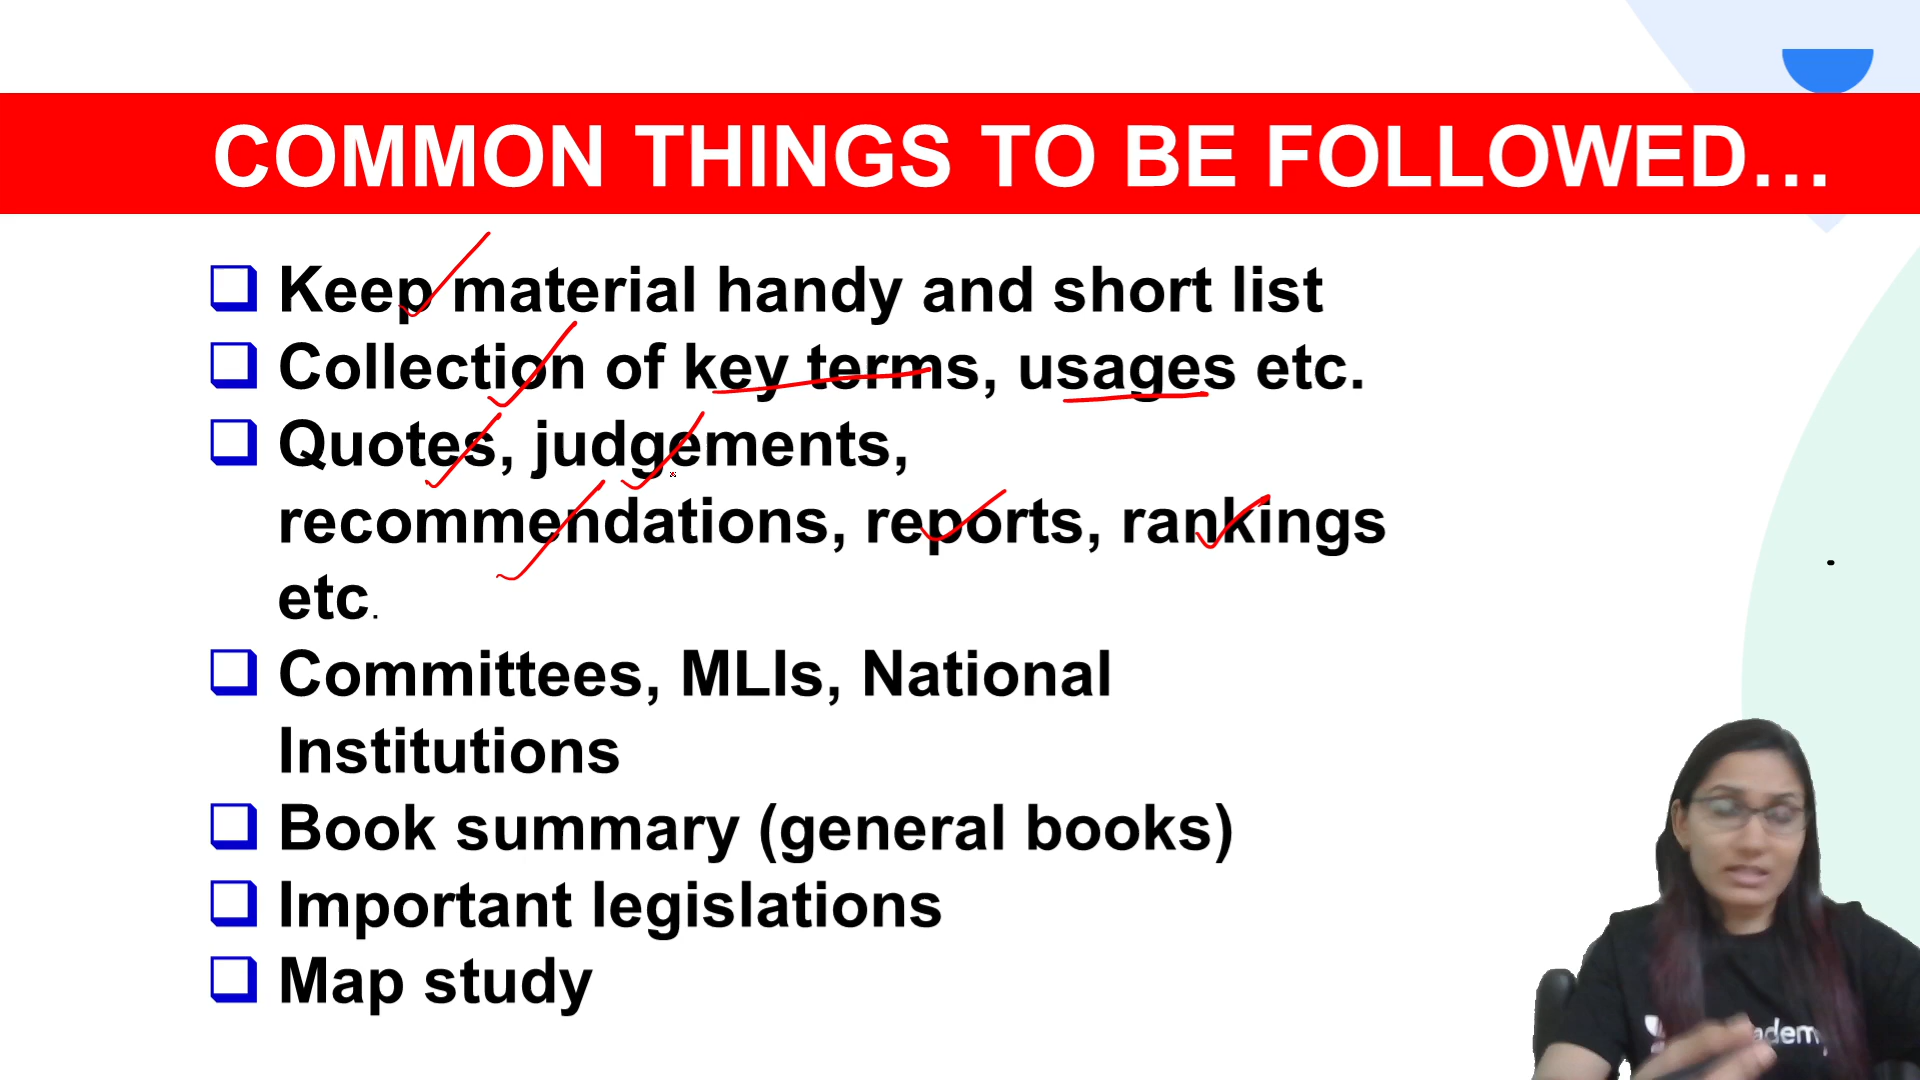 COMMON THINGS TO BE FOLLOWED...
Keep material handy and short list
Collection of key terms, usages etc.
Quotes, judgements,
recommendations, reports, rankings
etc.
Committees, MLIs, National
Institutions
Book summary (general books)
Important legislations
Map study